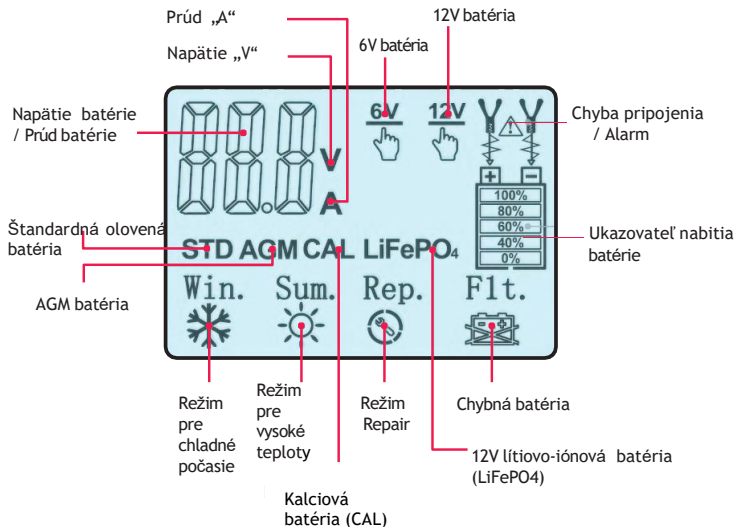 Prúd „A“
12V batéria
6V batéria
Napätie „V“
Napätie batérie
/ Prúd batérie
Chyba pripojenia
/ Alarm
88.8
V
A
6V
12V
+ -
100%
80%
60%
40%
0%
Ukazovateľ nabitia
batérie
Štandardná olovená
batéria
STD AGM CAL LiFePO₄
AGM batéria
Win. Sum. Rep. Flt.
Režim
pre
chladné
počasie
Režim
pre
vysoké
teploty
Režim
Repair
Chybná batéria
12V lítiovo-iónová batéria
(LiFePO4)
Kalciová
batéria (CAL)